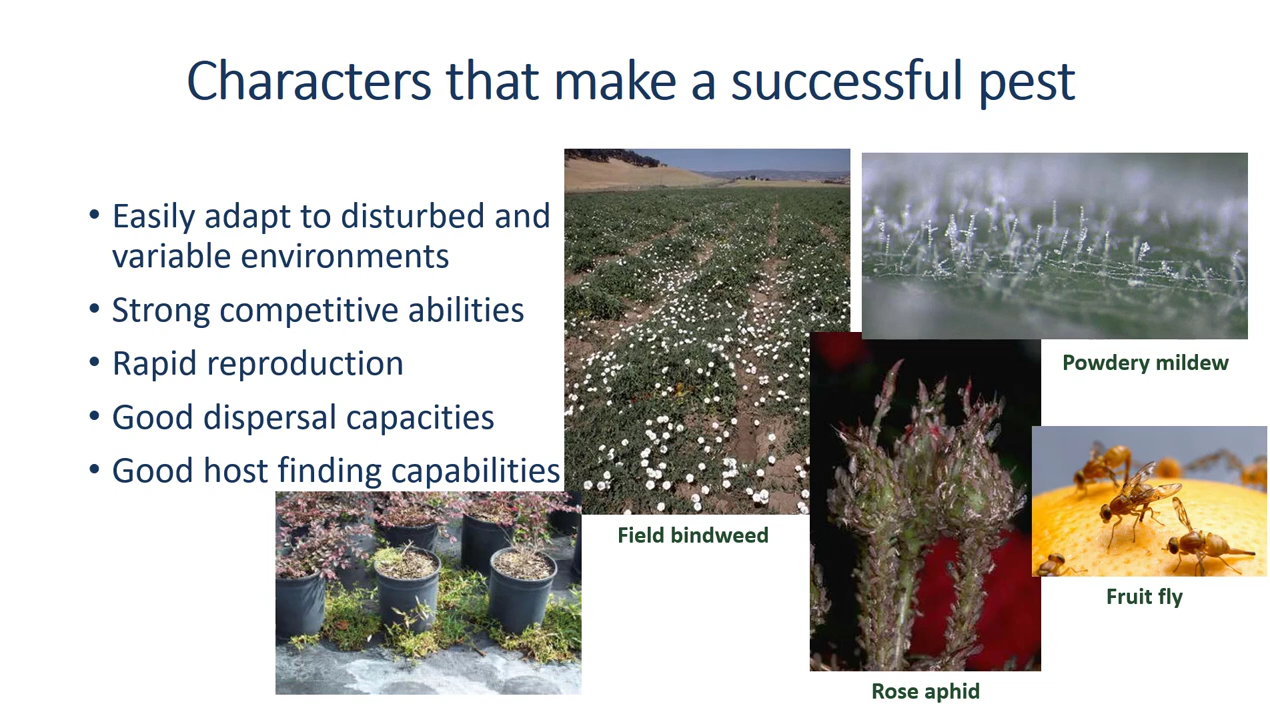 Characters that make a successful pest
• Easily adapt to disturbed and
variable environments
• Strong competitive abilities
• Rapid reproduction
• Good dispersal capacities
• Good host finding capabilities
Powdery mildew
Field bindweed
Fruit fly
Rose aphid